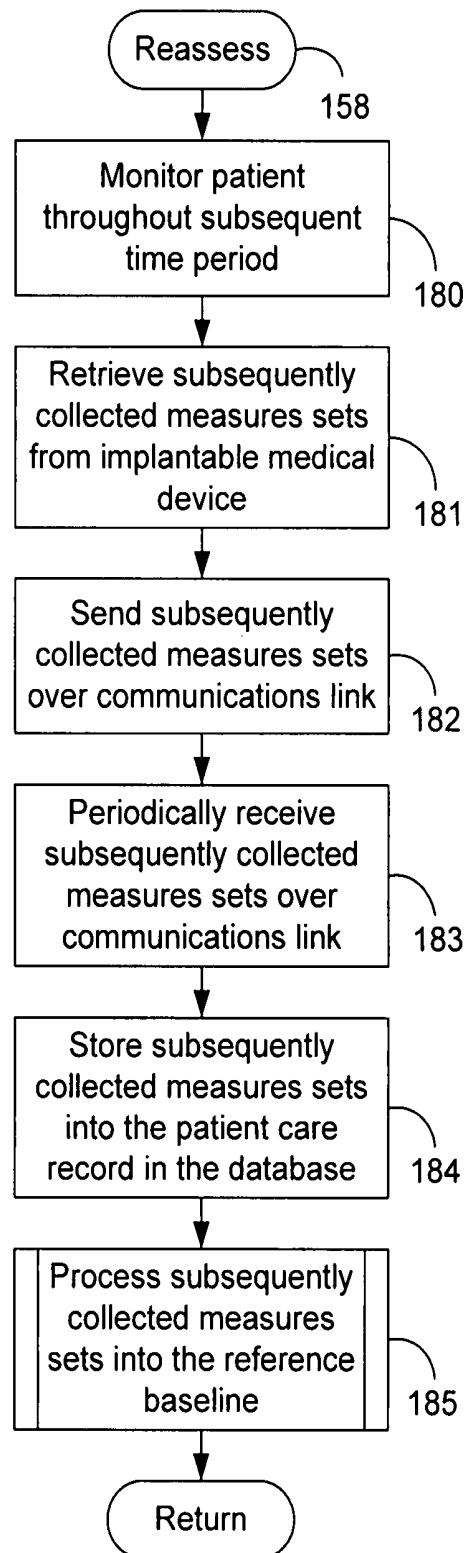 Reassess
158
Monitor patient
throughout subsequent
time period
180
Retrieve subsequently
collected measures sets
from implantable medical
device
181
Send subsequently
collected measures sets
over communications link
182
Periodically receive
subsequently collected
measures sets over
communications link
183
Store subsequently
collected measures sets
into the patient care
record in the database
184
Process subsequently
collected measures
sets into the reference
baseline
185
Return